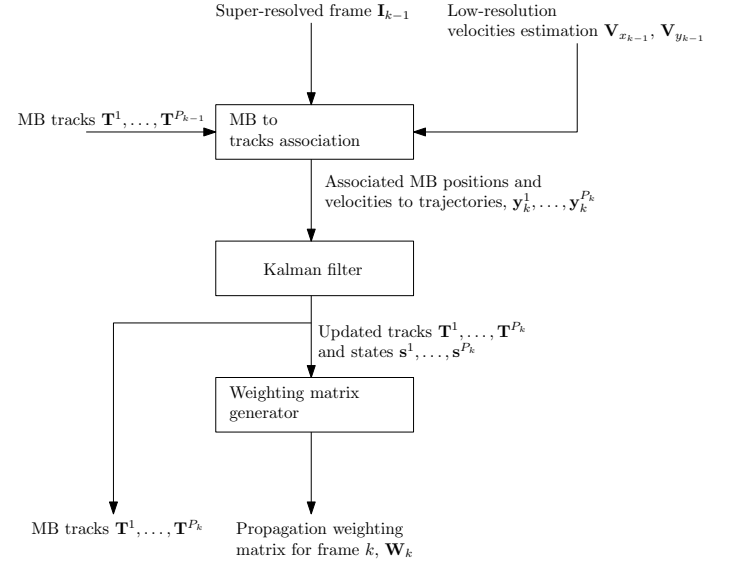 Super-resolved frame I_{k−1}
Low-resolution
velocities estimation V_{x_{k−1}}, V_{y_{k−1}}
MB tracks T^1, . . . , T^{P_{k−1}}
MB to
tracks association
Associated MB positions and
velocities to trajectories, y_k^1, . . . , y_k^{P_k}
Kalman filter
Updated tracks T^1, . . . , T^{P_k}
and states s^1, . . . , s^{P_k}
Weighting matrix
generator
MB tracks T^1, . . . , T^{P_k}
Propagation weighting
matrix for frame k, W_k